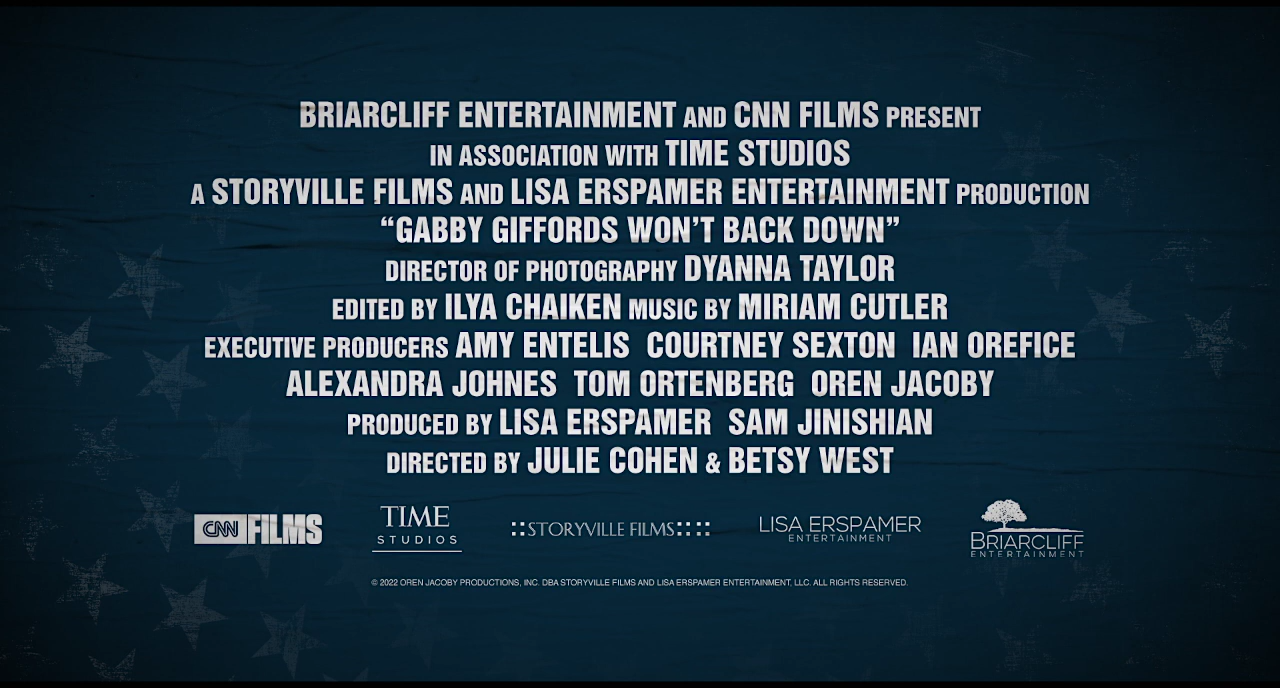 BRIARCLIFF ENTERTAINMENT AND CNN FILMS PRESENT
IN ASSOCIATION WITH TIME STUDIOS
A STORYVILLE FILMS AND LISA ERSPAMER ENTERTAINMENT PRODUCTION
“GABBY GIFFORDS WON’T BACK DOWN”
DIRECTOR OF PHOTOGRAPHY DYANNA TAYLOR
EDITED BY ILYA CHAIKEN MUSIC BY MIRIAM CUTLER
EXECUTIVE PRODUCERS AMY ENTELIS COURTNEY SEXTON IAN OREFICE
ALEXANDRA JOHNES TOM ORTENBERG OREN JACOBY
PRODUCED BY LISA ERSPAMER SAM JINISHIAN
DIRECTED BY JULIE COHEN & BETSY WEST
CNN FILMS
TIME
STUDIOS
STORYVILLE FILMS
LISA ERSPAMER
ENTERTAINMENT
BRIARCLIFF
ENTERTAINMENT
© 2022 OREN JACOBY PRODUCTIONS, INC. DBA STORYVILLE FILMS AND LISA ERSPAMER ENTERTAINMENT, LLC. ALL RIGHTS RESERVED.